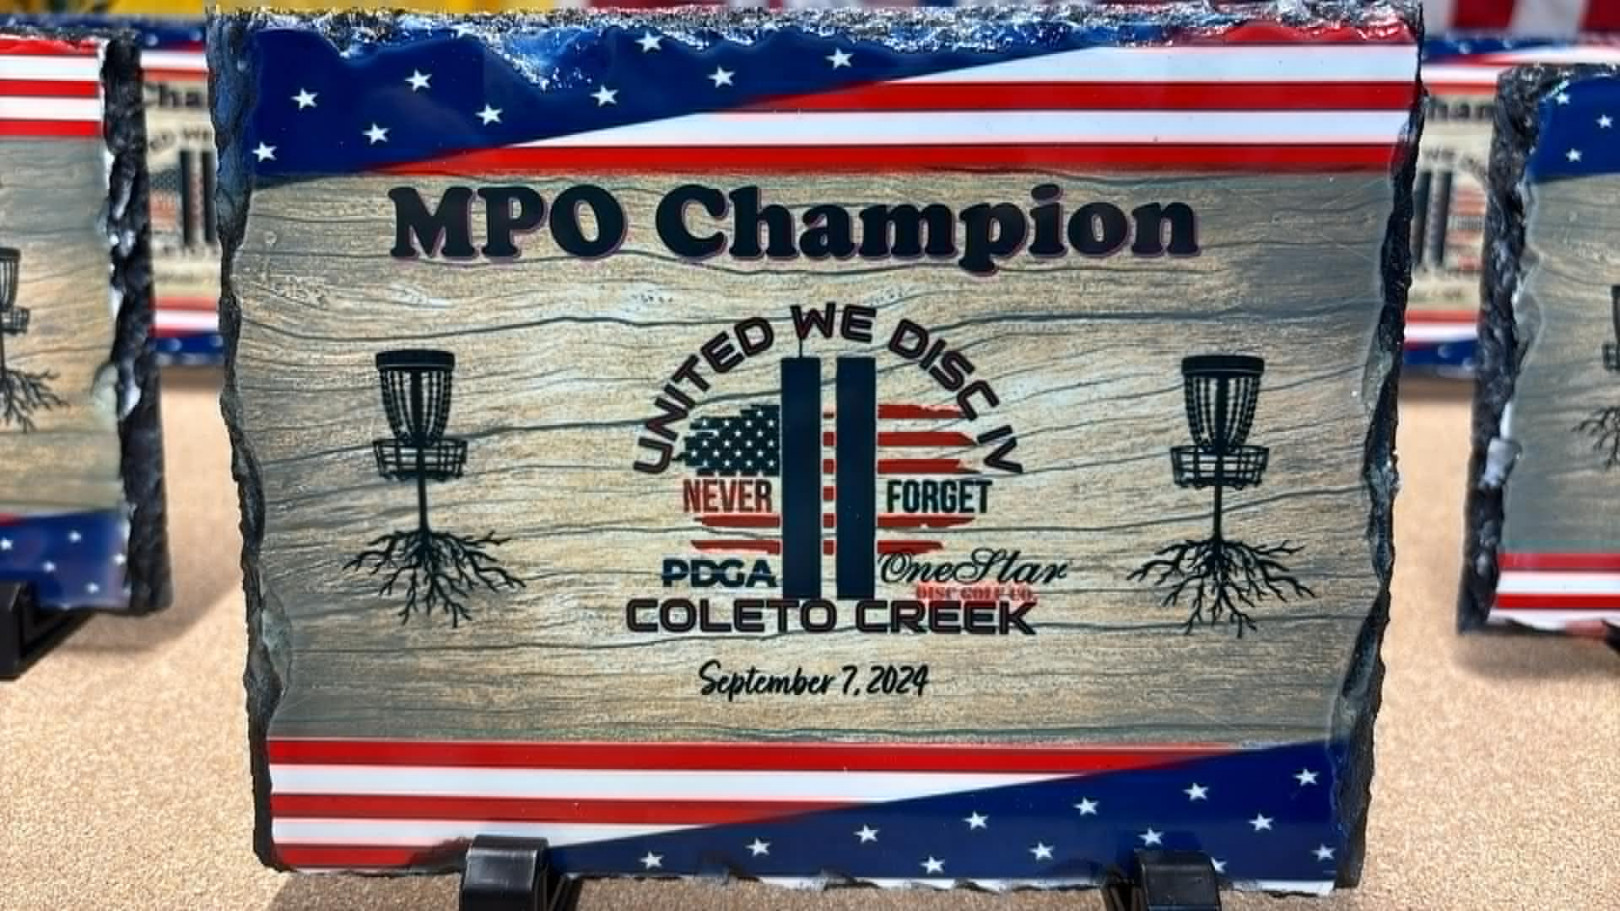 MPO Champion
UNITED WE DISC IV
NEVER FORGET
PDGA OneStar
DISC GOLF CO.
COLETO CREEK
September 7, 2024